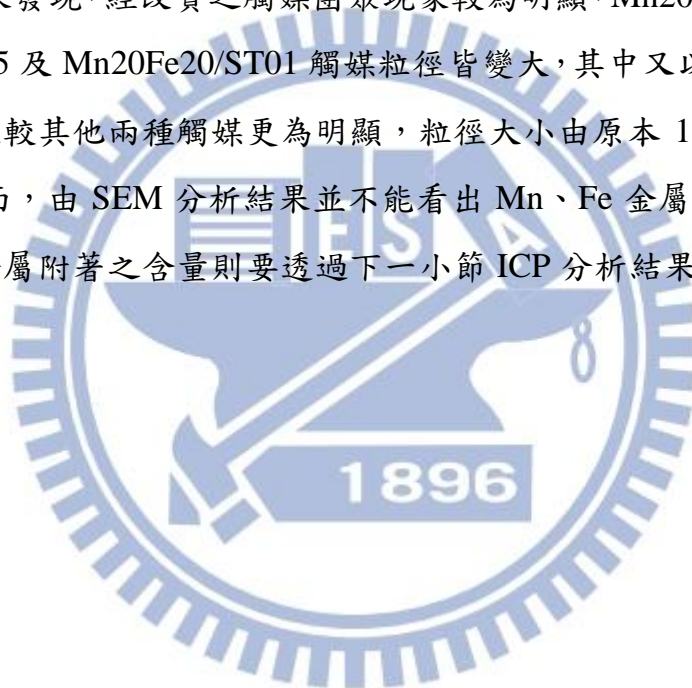 發現，經改質之觸媒團聚現象較為明顯，Mn20
5 及 Mn20Fe20/ST01 觸媒粒徑皆變大，其中又以
較其他兩種觸媒更為明顯，粒徑大小由原本 1
，由 SEM 分析結果並不能看出 Mn、Fe 金屬
屬附著之含量則要透過下一小節 ICP 分析結果
E S A
1896